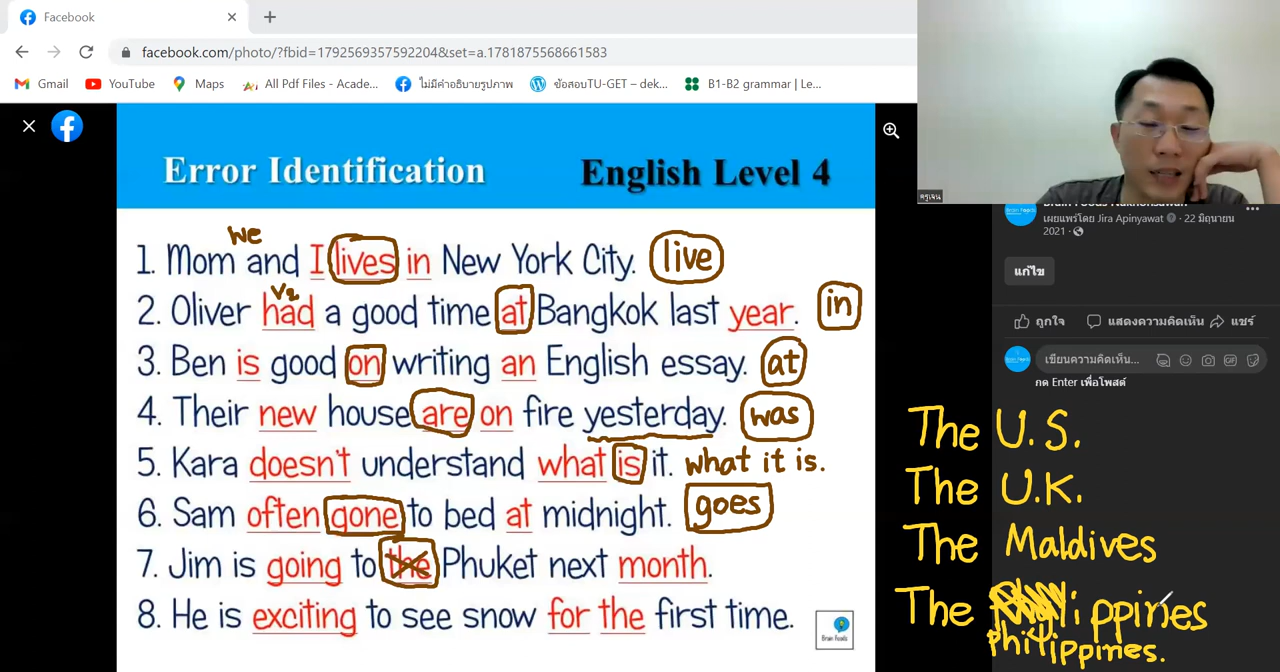 Facebook
facebook.com/photo/?fbid=1792569357592204&set=a.1781875568661583
Gmail YouTube Maps All Pdf Files - Acade... ไม่มีคำอธิบายรูปภาพ ข้อสอบTU-GET – dek... B1-B2 grammar | Le...
Error Identification English Level 4
we
1. Mom and I lives in New York City. live
V2
2. Oliver had a good time at Bangkok last year. in
3. Ben is good on writing an English essay. at
4. Their new house are on fire yesterday. was
5. Kara doesn't understand what is it. what it is.
6. Sam often gone to bed at midnight. goes
7. Jim is going to the Phuket next month.
8. He is exciting to see snow for the first time.
Brain Foods
ครูเจน
Brain Foods Nakhonsawan
เผยแพร่โดย Jira Apinyawat · 22 มิถุนายน
2021 ·
แก้ไข
ถูกใจ แสดงความคิดเห็น แชร์
เขียนความคิดเห็น...
กด Enter เพื่อโพสต์
The U.S.
The U.K.
The Maldives
The lippines
Philippines.